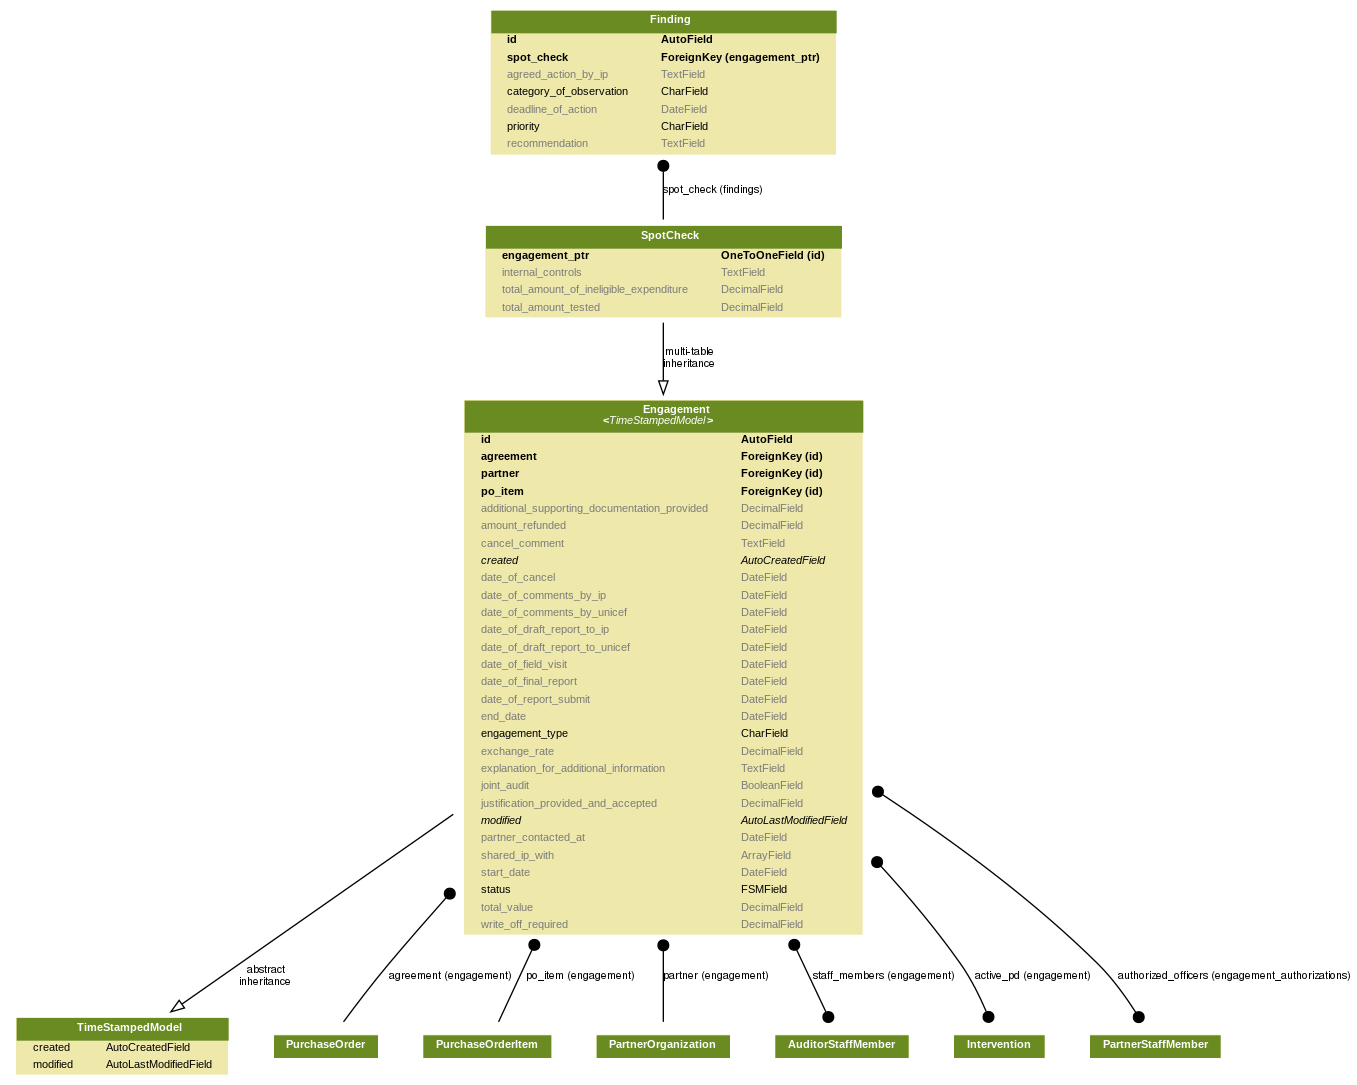 Finding
id AutoField
spot_check ForeignKey (engagement_ptr)
agreed_action_by_ip TextField
category_of_observation CharField
deadline_of_action DateField
priority CharField
recommendation TextField
spot_check (findings)
SpotCheck
engagement_ptr OneToOneField (id)
internal_controls TextField
total_amount_of_ineligible_expenditure DecimalField
total_amount_tested DecimalField
multi-table
inheritance
Engagement
<TimeStampedModel>
id AutoField
agreement ForeignKey (id)
partner ForeignKey (id)
po_item ForeignKey (id)
additional_supporting_documentation_provided DecimalField
amount_refunded DecimalField
cancel_comment TextField
created AutoCreatedField
date_of_cancel DateField
date_of_comments_by_ip DateField
date_of_comments_by_unicef DateField
date_of_draft_report_to_ip DateField
date_of_draft_report_to_unicef DateField
date_of_field_visit DateField
date_of_final_report DateField
date_of_report_submit DateField
end_date DateField
engagement_type CharField
exchange_rate DecimalField
explanation_for_additional_information TextField
joint_audit BooleanField
justification_provided_and_accepted DecimalField
modified AutoLastModifiedField
partner_contacted_at DateField
shared_ip_with ArrayField
start_date DateField
status FSMField
total_value DecimalField
write_off_required DecimalField
abstract
inheritance
agreement (engagement)
po_item (engagement)
partner (engagement)
staff_members (engagement)
active_pd (engagement)
authorized_officers (engagement_authorizations)
TimeStampedModel
created AutoCreatedField
modified AutoLastModifiedField
PurchaseOrder
PurchaseOrderItem
PartnerOrganization
AuditorStaffMember
Intervention
PartnerStaffMember